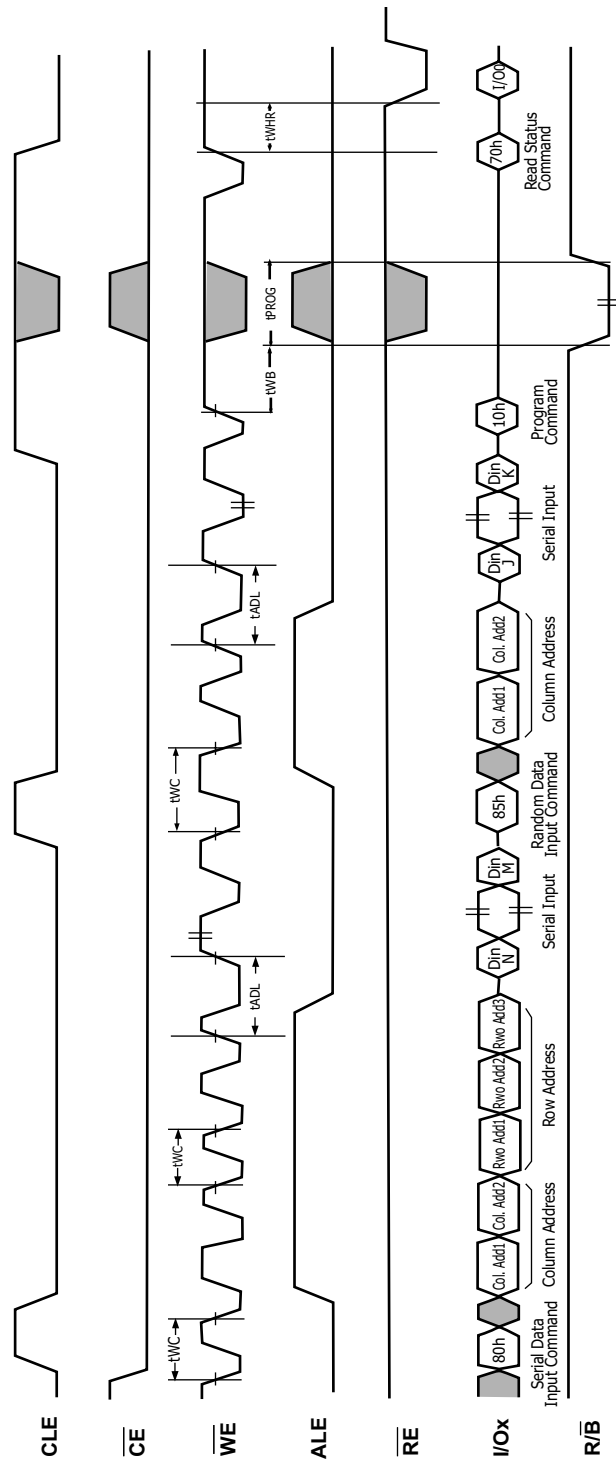 CLE
CE
WE
tWC
tWC
tADL
tWC
tADL
tWB
tPROG
tWHR
ALE
RE
I/Ox
80h
Col. Add1
Col. Add2
Rwo Add1
Rwo Add2
Rwo Add3
Din
N
Din
M
85h
Col. Add1
Col. Add2
Din
J
Din
K
10h
70h
I/O0
Serial Data
Input Command
Column Address
Row Address
Serial Input
Random Data
Input Command
Column Address
Serial Input
Program
Command
Read Status
Command
R/B